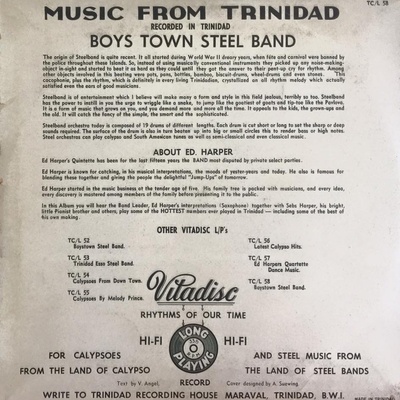 TC/L 58
MUSIC FROM TRINIDAD
RECORDED IN TRINIDAD
BOYS TOWN STEEL BAND
The origin of Steelband is quite recent. It all started during World War II dreary years, when fête and carnival were banned by
the police throughout these Islands. So, instead of using musically conventional instruments they picked up any noise-making-
object-in-sight and started to beat it as hard as they could until they got the answer to their pent-up cry for rhythm. Among
other objects involved in this beating were pots, pans, bottles, bamboo, biscuit-drums, wheel-drums and even stones. This
cacophonie, plus the rhythm, which is definitely in every living Trinidadian, crystalized on all rhythm malady which actually
satisfied even the ears of good musicians.
Steelband is of entertainment which I believe will make many a form and style in this field jealous, terribly so too. Steelband
has the power to instill in you the urge to wriggle like a snake, to jump like the goatiest of goats and tip-toe like the Pavlova.
It is a form of music that grows on you, and you demand more and more all the time. It appeals to the kids, the grown-ups and
the old. It will catch the fancy of the simple, the smart and the sophisticated.
Steelband orchestra today is composed of 19 drums of different lengths. Each drum is cut short or long to set the sharp or deep
sounds required. The surface of the drum is also in turn beaten up into big or small circles this to render bass or high notes.
Steel orchestras can play calypso and South American tunes as well as semi-classical and even classical music.
ABOUT ED. HARPER
Ed Harper's Quintette has been for the last fifteen years the BAND most disputed by private select parties.
Ed Harper is known for catching, in his musical interpretations, the moods of yester-years and today. He also is famous for
blending these together and giving the people the delightful "Jump-Ups" of tomorrow.
Ed Harper started in the music business at the tender age of five. His family tree is packed with musicians, and every idea,
every discovery is mastered among members of the family before presenting it to the public.
In this Album you will hear the Band Leader, Ed Harper's interpretations (Saxophone) together with Selo Harper, his bright,
little Pianist brother and others, play some of the HOTTEST members ever played in Trinidad — including some of the best of
his own making.
OTHER VITADISC L/P's
TC/L 52
Boystown Steel Band.
TC/L 53
Trinidad Esso Steel Band.
TC/L 54
Calypsoes From Down Town.
TC/L 55
Calypsoes By Melody Prince.
TC/L 56
Latest Calypso Hits.
TC/L 57
Ed Harpers Quartette
Dance Music.
TC/L 58
Boystown Steel Band.
Vitadisc
RHYTHMS OF OUR TIME
HI-FI LONG PLAYING HI-FI
FOR CALYPSOES AND STEEL MUSIC FROM
FROM THE LAND OF CALYPSO THE LAND OF STEEL BANDS
Text by V. Angel. RECORD Cover designed by A. Suewing.
WRITE TO TRINIDAD RECORDING HOUSE MARAVAL, TRINIDAD, B.W.I.
MADE IN TRINIDAD